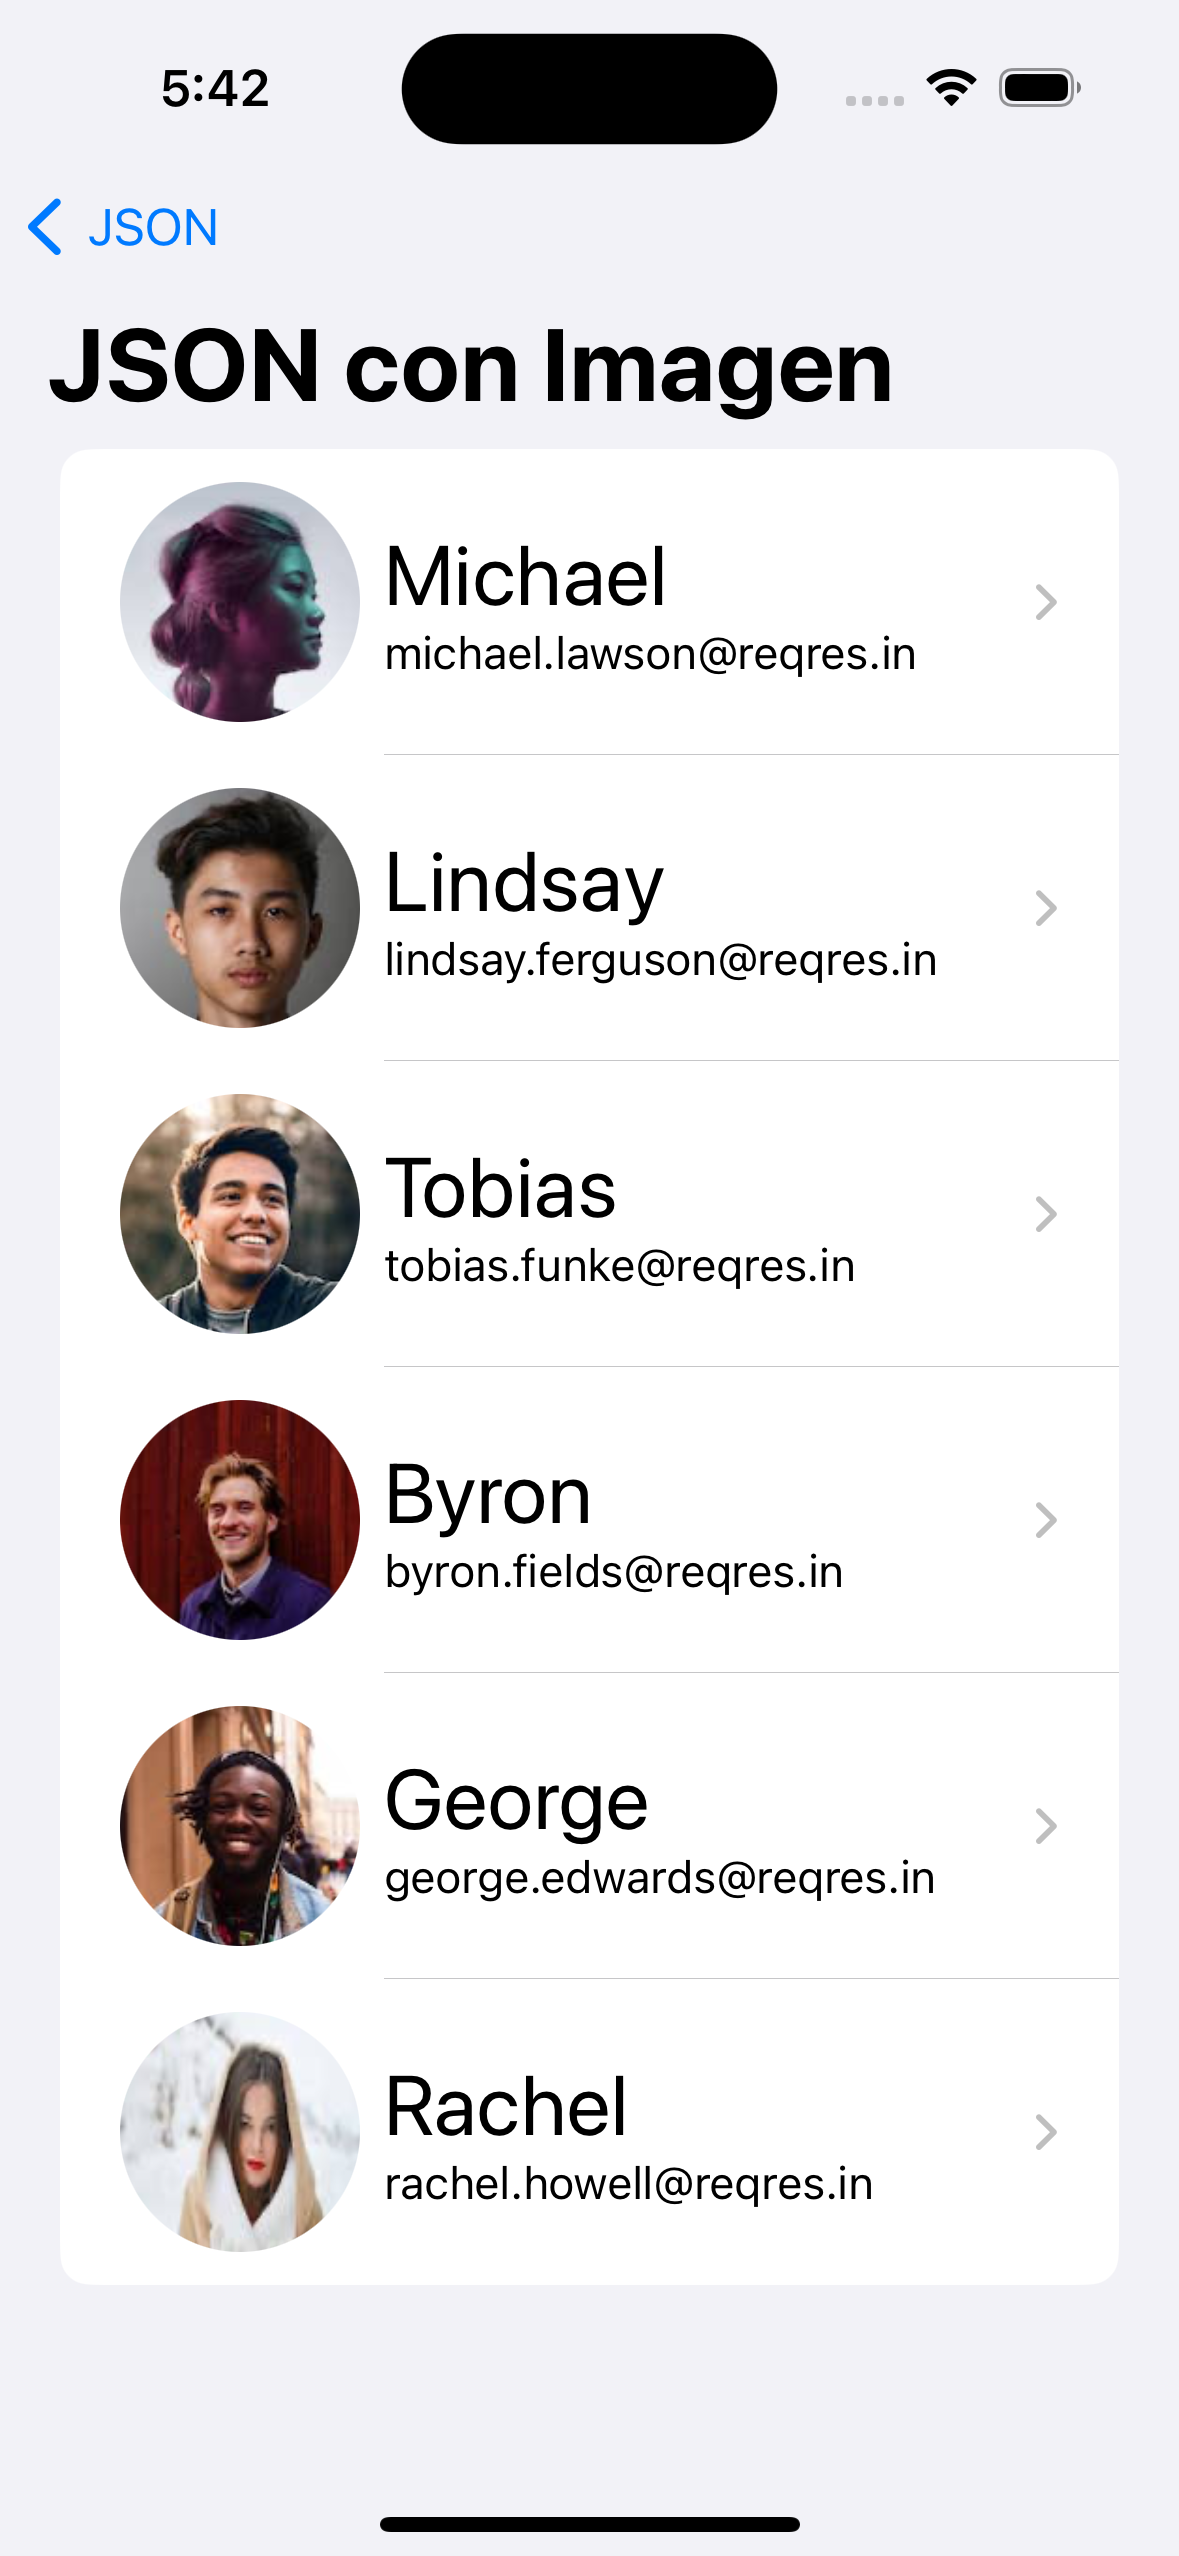 5:42
JSON
JSON con Imagen
Michael
michael.lawson@reqres.in
Lindsay
lindsay.ferguson@reqres.in
Tobias
tobias.funke@reqres.in
Byron
byron.fields@reqres.in
George
george.edwards@reqres.in
Rachel
rachel.howell@reqres.in